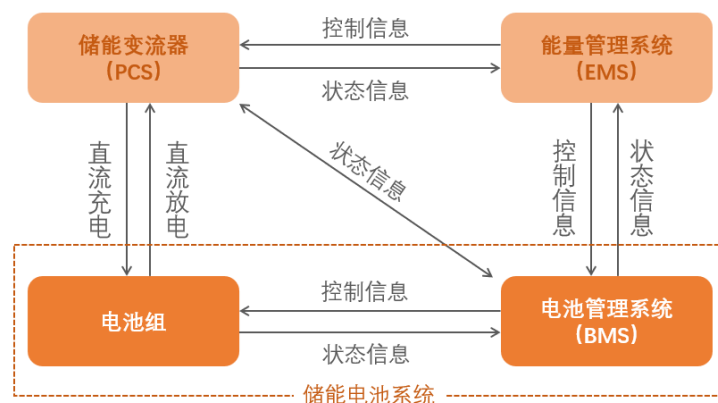 储能变流器
（PCS）
控制信息
能量管理系统
（EMS）
状态信息
直流充电
直流放电
状态信息
控制信息
状态信息
电池组
控制信息
电池管理系统
（BMS）
状态信息
储能电池系统